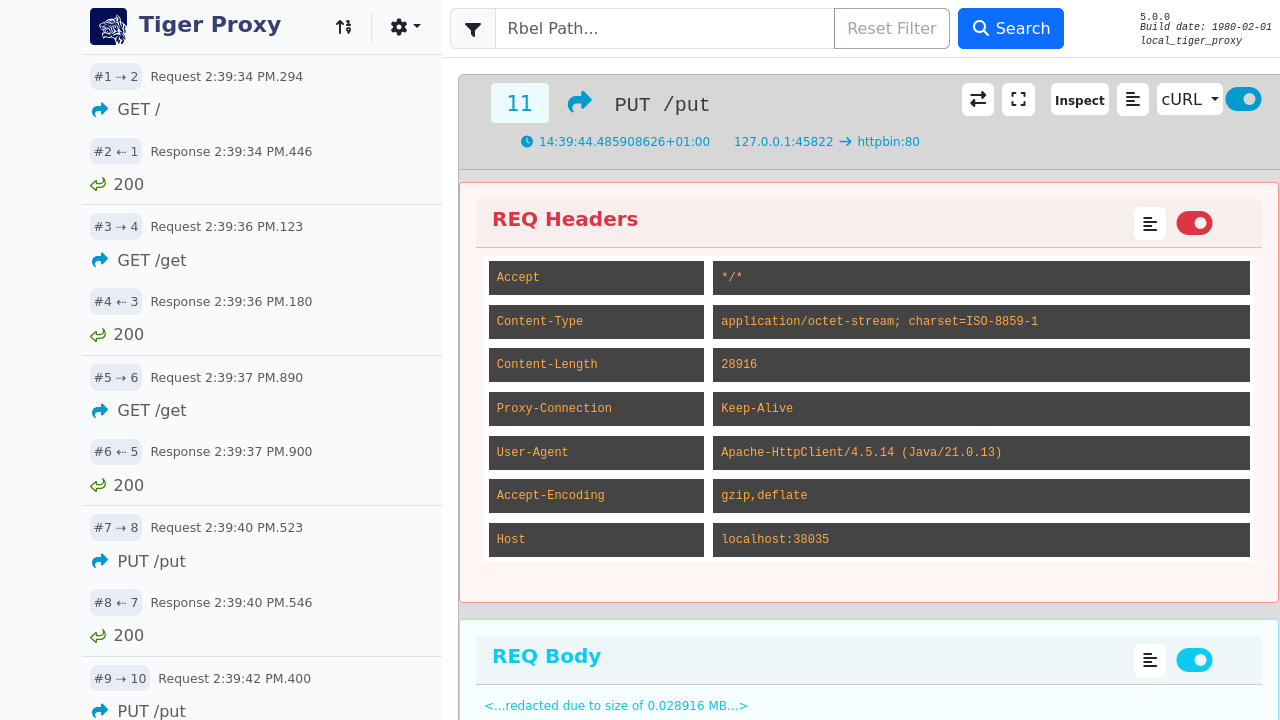 Tiger Proxy
#1 ⇢ 2 Request 2:39:34 PM.294
GET /
#2 ⇠ 1 Response 2:39:34 PM.446
200
#3 ⇢ 4 Request 2:39:36 PM.123
GET /get
#4 ⇠ 3 Response 2:39:36 PM.180
200
#5 ⇢ 6 Request 2:39:37 PM.890
GET /get
#6 ⇠ 5 Response 2:39:37 PM.900
200
#7 ⇢ 8 Request 2:39:40 PM.523
PUT /put
#8 ⇠ 7 Response 2:39:40 PM.546
200
#9 ⇢ 10 Request 2:39:42 PM.400
PUT /put
Rbel Path... Reset Filter Search
5.0.0
Build date: 1980-02-01
local_tiger_proxy
11 PUT /put Inspect cURL
14:39:44.485908626+01:00 127.0.0.1:45822 → httpbin:80
REQ Headers
Accept */*
Content-Type application/octet-stream; charset=ISO-8859-1
Content-Length 28916
Proxy-Connection Keep-Alive
User-Agent Apache-HttpClient/4.5.14 (Java/21.0.13)
Accept-Encoding gzip,deflate
Host localhost:38035
REQ Body
<...redacted due to size of 0.028916 MB...>